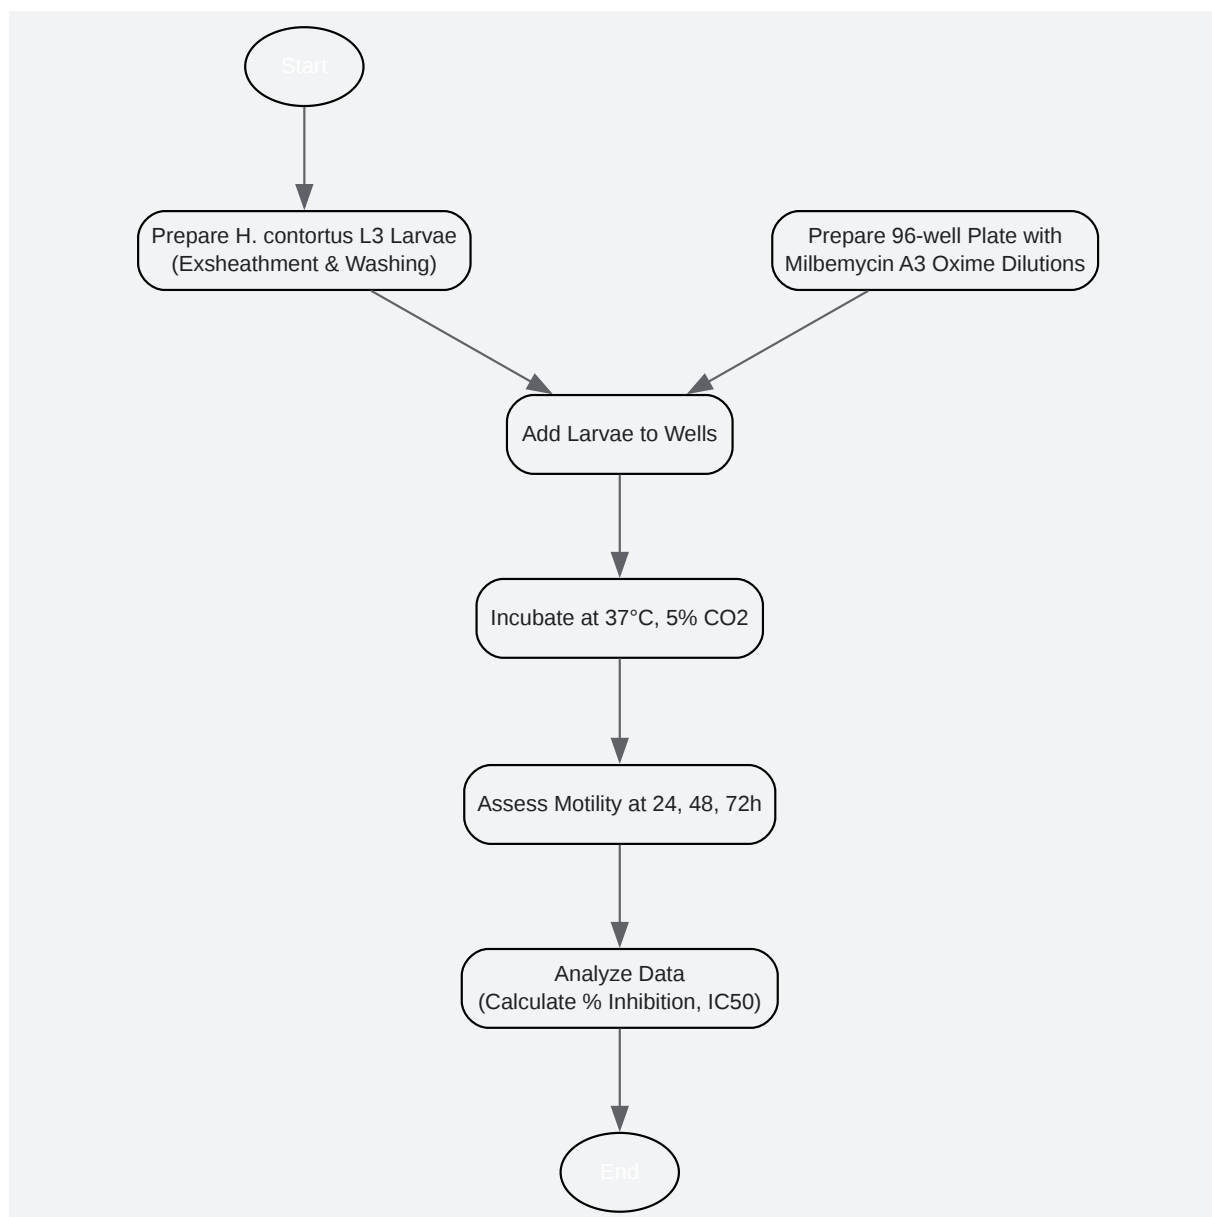 Start
Prepare H. contortus L3 Larvae
(Exsheathment & Washing)
Prepare 96-well Plate with
Milbemycin A3 Oxime Dilutions
Add Larvae to Wells
Incubate at 37°C, 5% CO2
Assess Motility at 24, 48, 72h
Analyze Data
(Calculate % Inhibition, IC50)
End